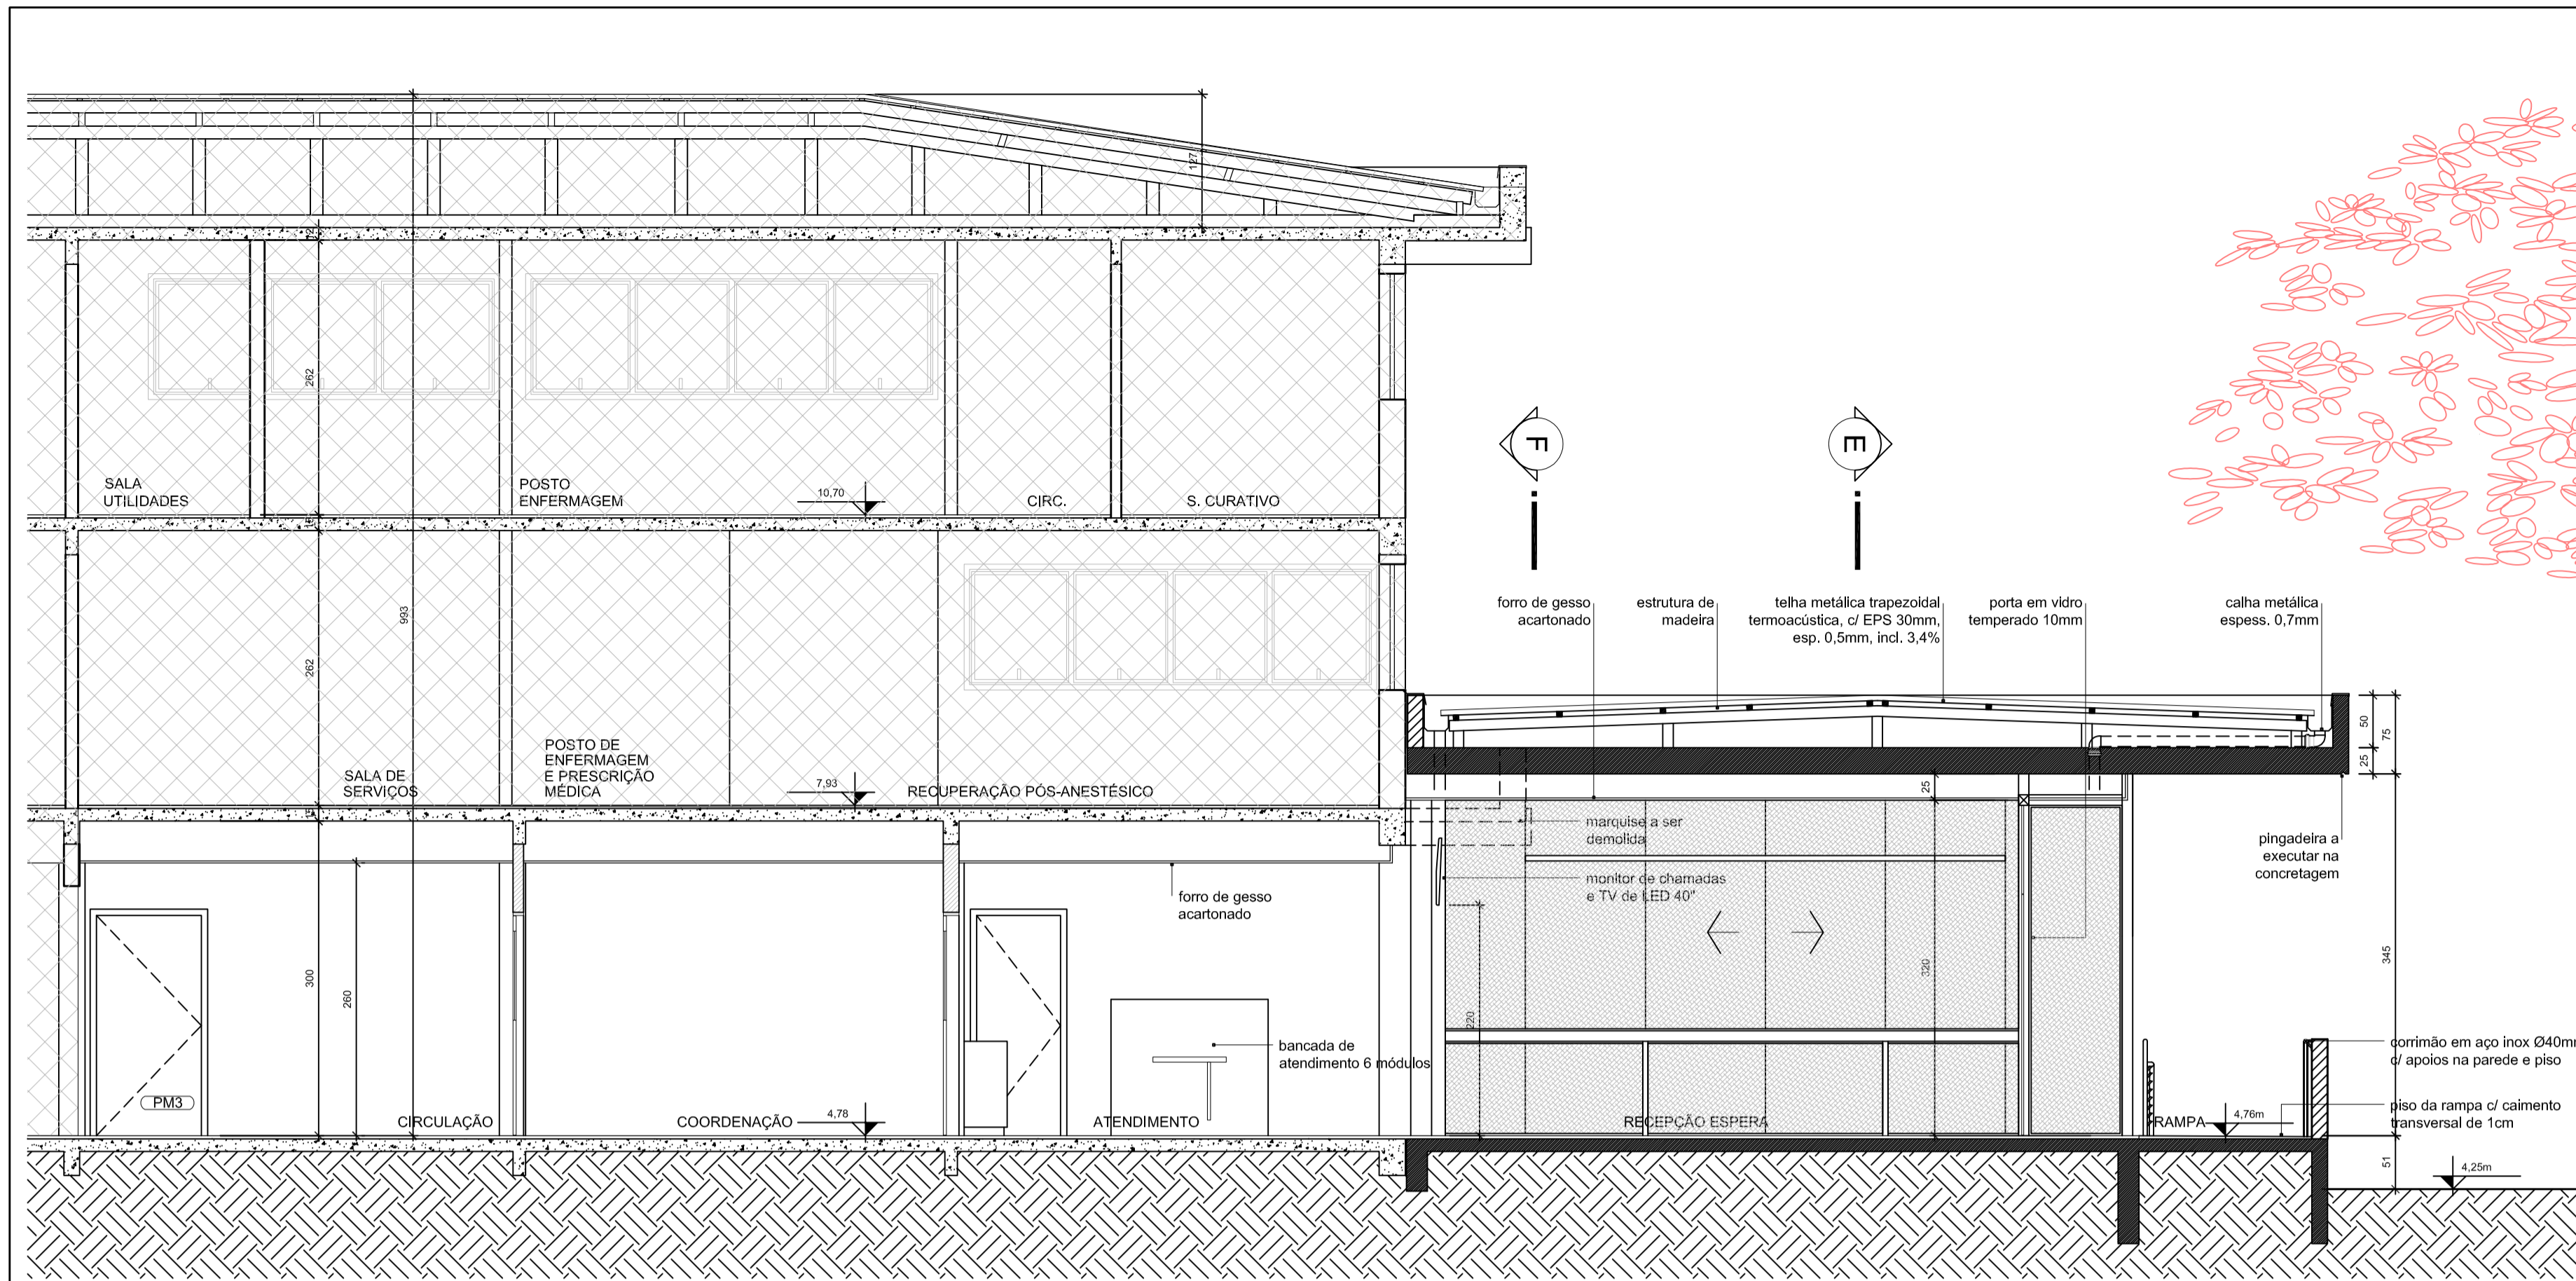 127
12
262
SALA
UTILIDADES
POSTO
ENFERMAGEM
10,70
CIRC.
S. CURATIVO
F
E
993
262
SALA DE
SERVIÇOS
POSTO DE
ENFERMAGEM
E PRESCRIÇÃO
MÉDICA
7,93
RECUPERAÇÃO PÓS-ANESTÉSICO
forro de gesso
acartonado
estrutura de
madeira
telha metálica trapezoidal
termoacústica, c/ EPS 30mm,
esp. 0,5mm, incl. 3,4%
porta em vidro
temperado 10mm
calha metálica
espess. 0,7mm
50
75
25
25
marquise a ser
demolida
pingadeira a
executar na
concretagem
monitor de chamadas
e TV de LED 40"
forro de gesso
acartonado
300
260
220
320
345
bancada de
atendimento 6 módulos
corrimão em aço inox Ø40m
c/ apoios na parede e piso
PM3
CIRCULAÇÃO
COORDENAÇÃO
4,78
ATENDIMENTO
RECEPÇÃO ESPERA
RAMPA
4,76m
piso da rampa c/ caimento
transversal de 1cm
51
4,25m